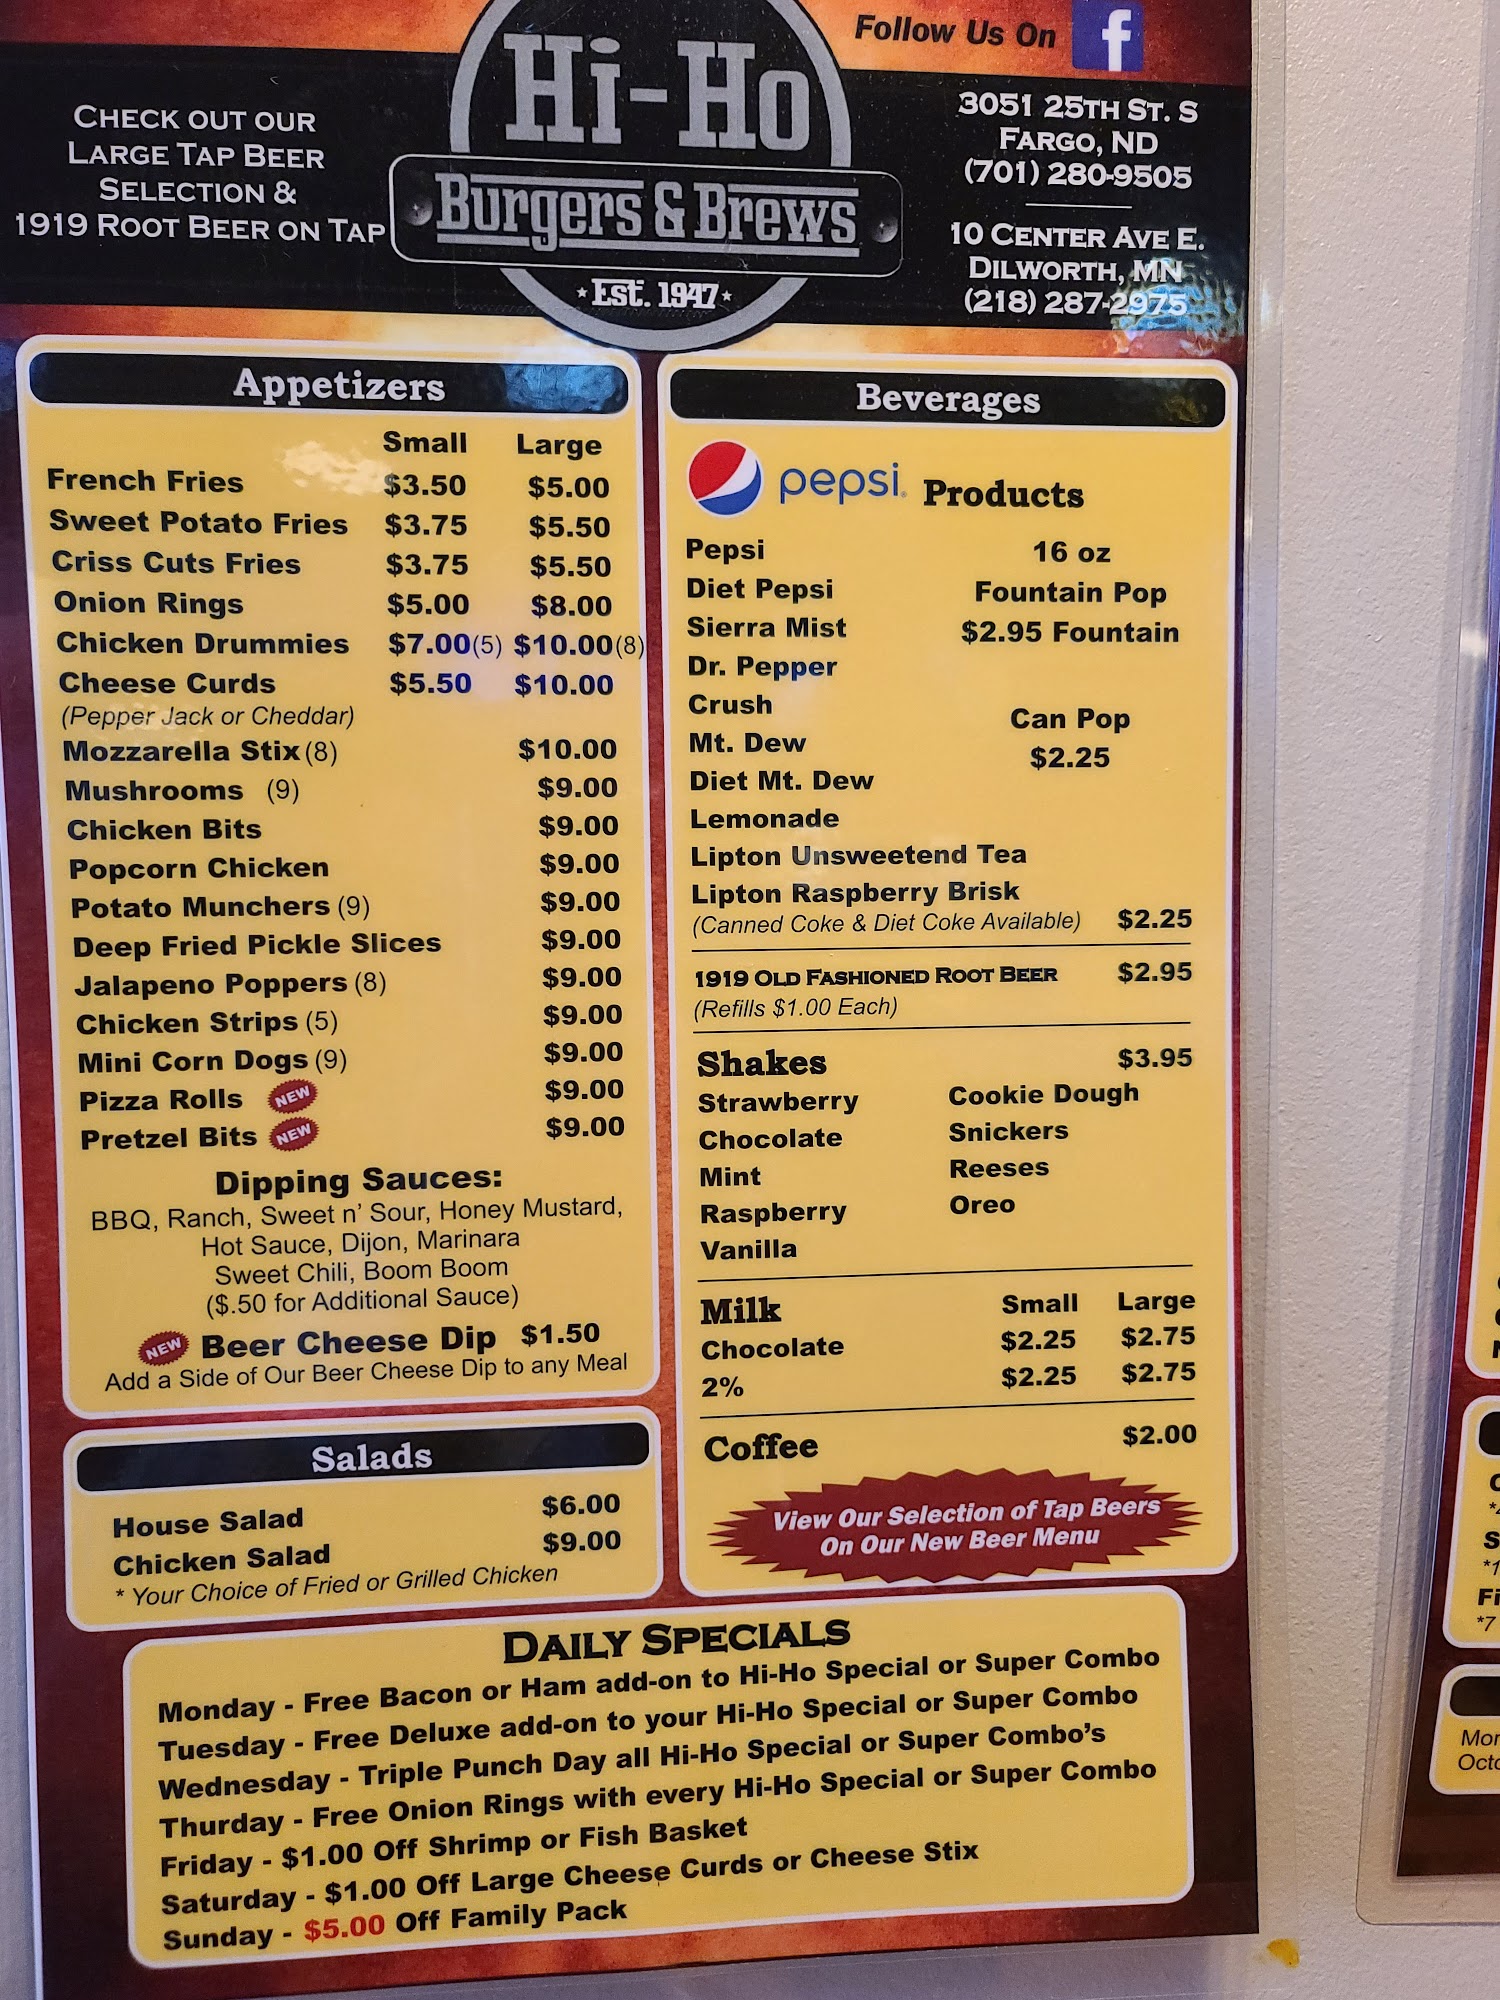 Follow Us On f
CHECK OUT OUR
LARGE TAP BEER
SELECTION &
1919 ROOT BEER ON TAP
Hi-Ho
Burgers & Brews
Est. 1947
3051 25TH ST. S
FARGO, ND
(701) 280-9505
10 CENTER AVE E.
DILWORTH, MN
(218) 287-2975
Appetizers
Small Large
French Fries $3.50 $5.00
Sweet Potato Fries $3.75 $5.50
Criss Cuts Fries $3.75 $5.50
Onion Rings $5.00 $8.00
Chicken Drummies $7.00(5) $10.00(8)
Cheese Curds $5.50 $10.00
(Pepper Jack or Cheddar)
Mozzarella Stix (8) $10.00
Mushrooms (9) $9.00
Chicken Bits $9.00
Popcorn Chicken $9.00
Potato Munchers (9) $9.00
Deep Fried Pickle Slices $9.00
Jalapeno Poppers (8) $9.00
Chicken Strips (5) $9.00
Mini Corn Dogs (9) $9.00
Pizza Rolls NEW $9.00
Pretzel Bits NEW $9.00
Dipping Sauces:
BBQ, Ranch, Sweet n' Sour, Honey Mustard,
Hot Sauce, Dijon, Marinara
Sweet Chili, Boom Boom
($.50 for Additional Sauce)
NEW Beer Cheese Dip $1.50
Add a Side of Our Beer Cheese Dip to any Meal
Salads
House Salad $6.00
Chicken Salad $9.00
* Your Choice of Fried or Grilled Chicken
Beverages
pepsi Products
Pepsi 16 oz
Diet Pepsi Fountain Pop
Sierra Mist $2.95 Fountain
Dr. Pepper
Crush Can Pop
Mt. Dew $2.25
Diet Mt. Dew
Lemonade
Lipton Unsweetend Tea
Lipton Raspberry Brisk
(Canned Coke & Diet Coke Available) $2.25
1919 OLD FASHIONED ROOT BEER $2.95
(Refills $1.00 Each)
Shakes $3.95
Strawberry Cookie Dough
Chocolate Snickers
Mint Reeses
Raspberry Oreo
Vanilla
Milk Small Large
Chocolate $2.25 $2.75
2% $2.25 $2.75
Coffee $2.00
View Our Selection of Tap Beers
On Our New Beer Menu
DAILY SPECIALS
Monday - Free Bacon or Ham add-on to Hi-Ho Special or Super Combo
Tuesday - Free Deluxe add-on to your Hi-Ho Special or Super Combo
Wednesday - Triple Punch Day all Hi-Ho Special or Super Combo's
Thurday - Free Onion Rings with every Hi-Ho Special or Super Combo
Friday - $1.00 Off Shrimp or Fish Basket
Saturday - $1.00 Off Large Cheese Curds or Cheese Stix
Sunday - $5.00 Off Family Pack